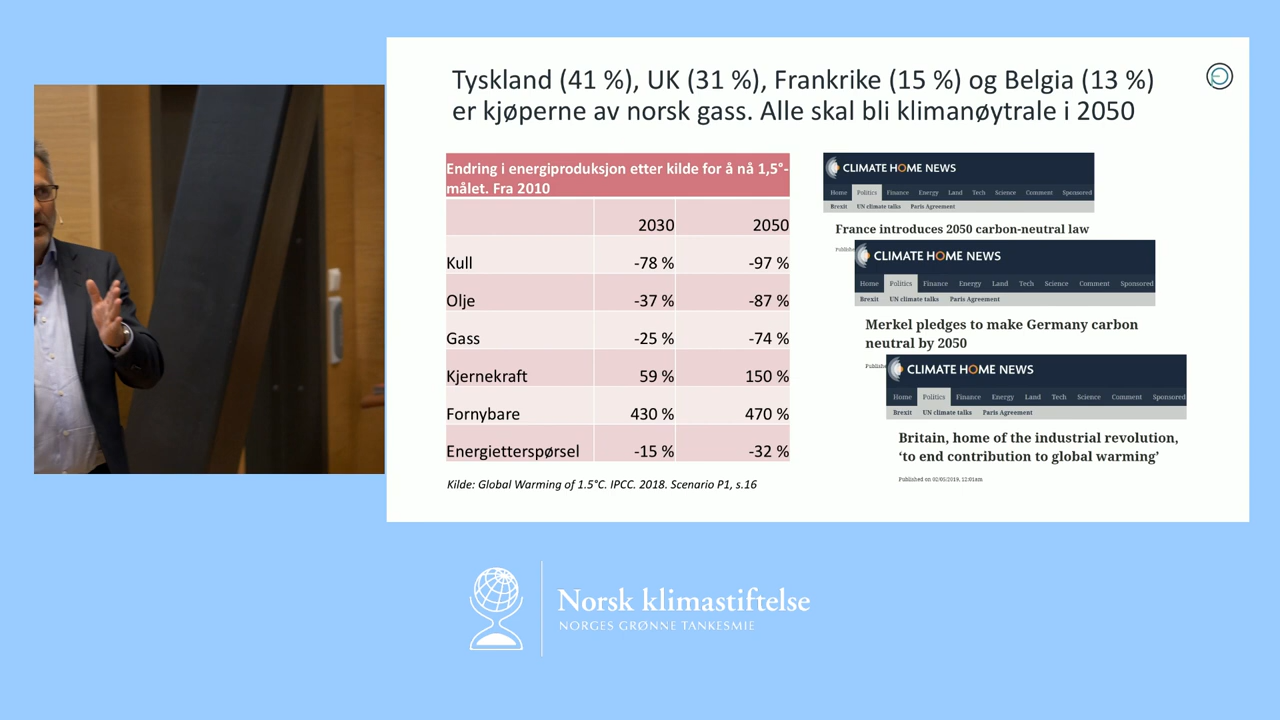 Tyskland (41 %), UK (31 %), Frankrike (15 %) og Belgia (13 %)
er kjøperne av norsk gass. Alle skal bli klimanøytrale i 2050
Endring i energiproduksjon etter kilde for å nå 1,5°-
målet. Fra 2010
2030 2050
Kull -78 % -97 %
Olje -37 % -87 %
Gass -25 % -74 %
Kjernekraft 59 % 150 %
Fornybare 430 % 470 %
Energietterspørsel -15 % -32 %
Kilde: Global Warming of 1.5°C. IPCC. 2018. Scenario P1, s.16
CLIMATE HOME NEWS
Home Politics Finance Energy Land Tech Science Comment Sponsored
Brexit UN climate talks Paris Agreement
France introduces 2050 carbon-neutral law
CLIMATE HOME NEWS
Home Politics Finance Energy Land Tech Science Comment Sponsored
Brexit UN climate talks Paris Agreement
Merkel pledges to make Germany carbon
neutral by 2050
CLIMATE HOME NEWS
Home Politics Finance Energy Land Tech Science Comment Sponsored
Brexit UN climate talks Paris Agreement
Britain, home of the industrial revolution,
‘to end contribution to global warming’
Published on 02/05/2019, 12:01am
Norsk klimastiftelse
NORGES GRØNNE TANKESMIE